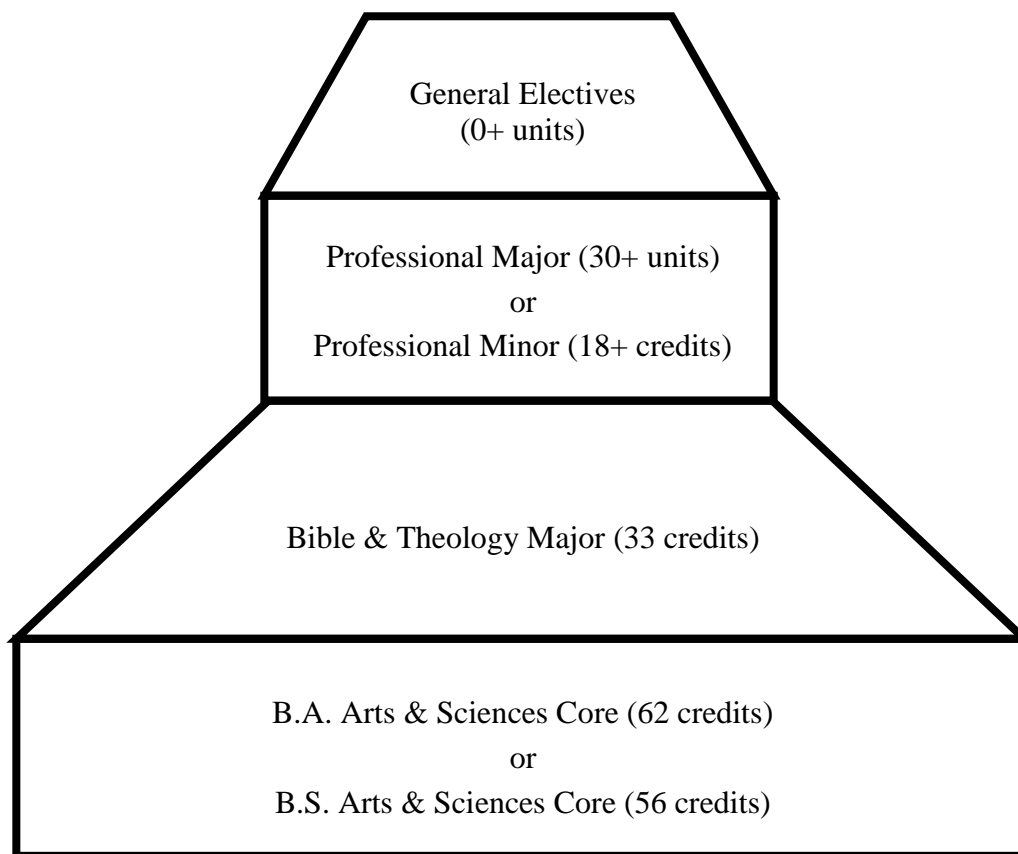 General Electives
(0+ units)
Professional Major (30+ units)
or
Professional Minor (18+ credits)
Bible & Theology Major (33 credits)
B.A. Arts & Sciences Core (62 credits)
or
B.S. Arts & Sciences Core (56 credits)